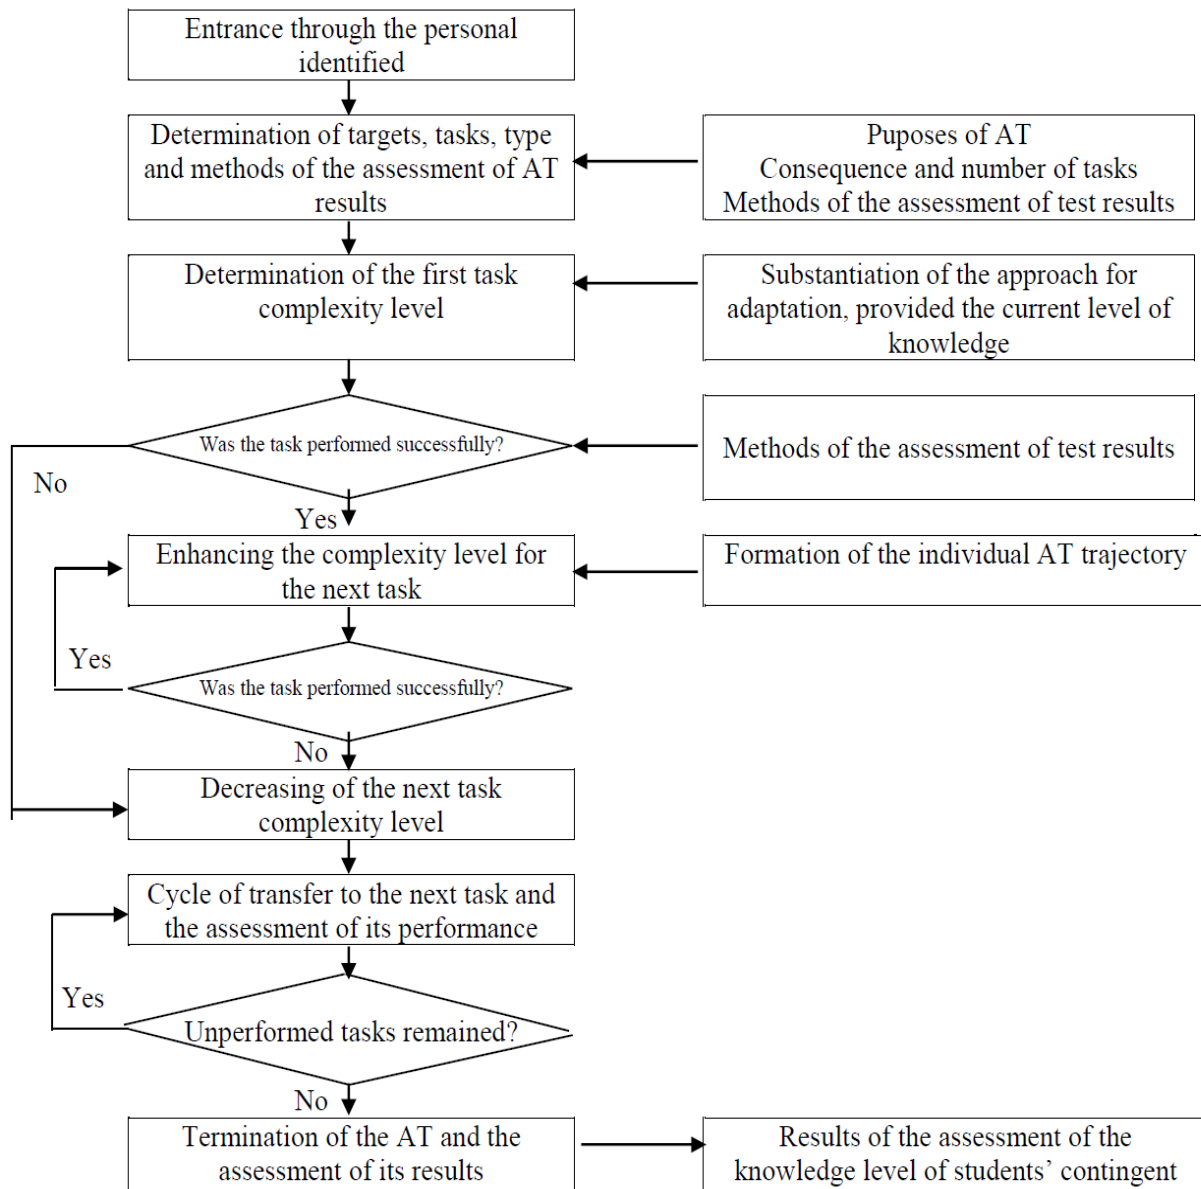 Entrance through the personal
identified
Determination of targets, tasks, type
and methods of the assessment of AT
results
Puposes of AT
Consequence and number of tasks
Methods of the assessment of test results
Determination of the first task
complexity level
Substantiation of the approach for
adaptation, provided the current level of
knowledge
Was the task performed successfully?
Methods of the assessment of test results
No
Yes
Enhancing the complexity level for
the next task
Formation of the individual AT trajectory
Yes
Was the task performed successfully?
No
Decreasing of the next task
complexity level
Cycle of transfer to the next task and
the assessment of its performance
Yes
Unperformed tasks remained?
No
Termination of the AT and the
assessment of its results
Results of the assessment of the
knowledge level of students’ contingent